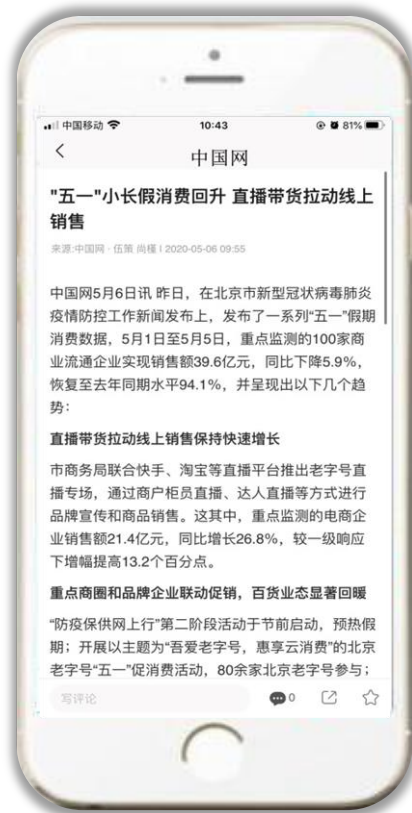 中国移动 10:43 81%
中国网
"五一"小长假消费回升 直播带货拉动线上
销售
来源:中国网·伍策 尚槿 | 2020-05-06 09:55
中国网5月6日讯 昨日，在北京市新型冠状病毒肺炎
疫情防控工作新闻发布上，发布了一系列“五一”假期
消费数据，5月1日至5月5日，重点监测的100家商
业流通企业实现销售额39.6亿元，同比下降5.9%，
恢复至去年同期水平94.1%，并呈现出以下几个趋
势：
直播带货拉动线上销售保持快速增长
市商务局联合快手、淘宝等直播平台推出老字号直
播专场，通过商户柜员直播、达人直播等方式进行
品牌宣传和商品销售。这其中，重点监测的电商企
业销售额21.4亿元，同比增长26.8%，较一级响应
下增幅提高13.2个百分点。
重点商圈和品牌企业联动促销，百货业态显著回暖
“防疫保供网上行”第二阶段活动于节前启动，预热假
期；开展以主题为“吾爱老字号，惠享云消费”的北京
老字号“五一”促消费活动，80余家北京老字号参与；
写评论 0